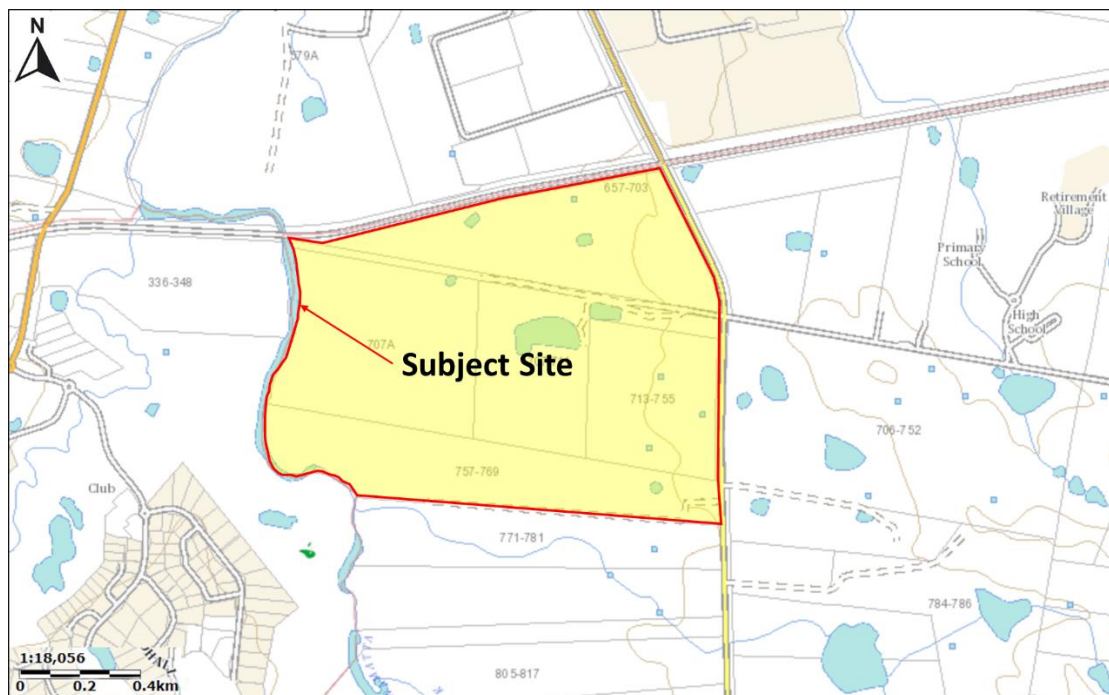 N
579A
657-703
Retirement
Village
Primary
School
336-348
High
School
707A
Subject Site
713-755
706-752
757-769
Club
771-781
784-786
1:18,056
0 0.2 0.4km
805-817